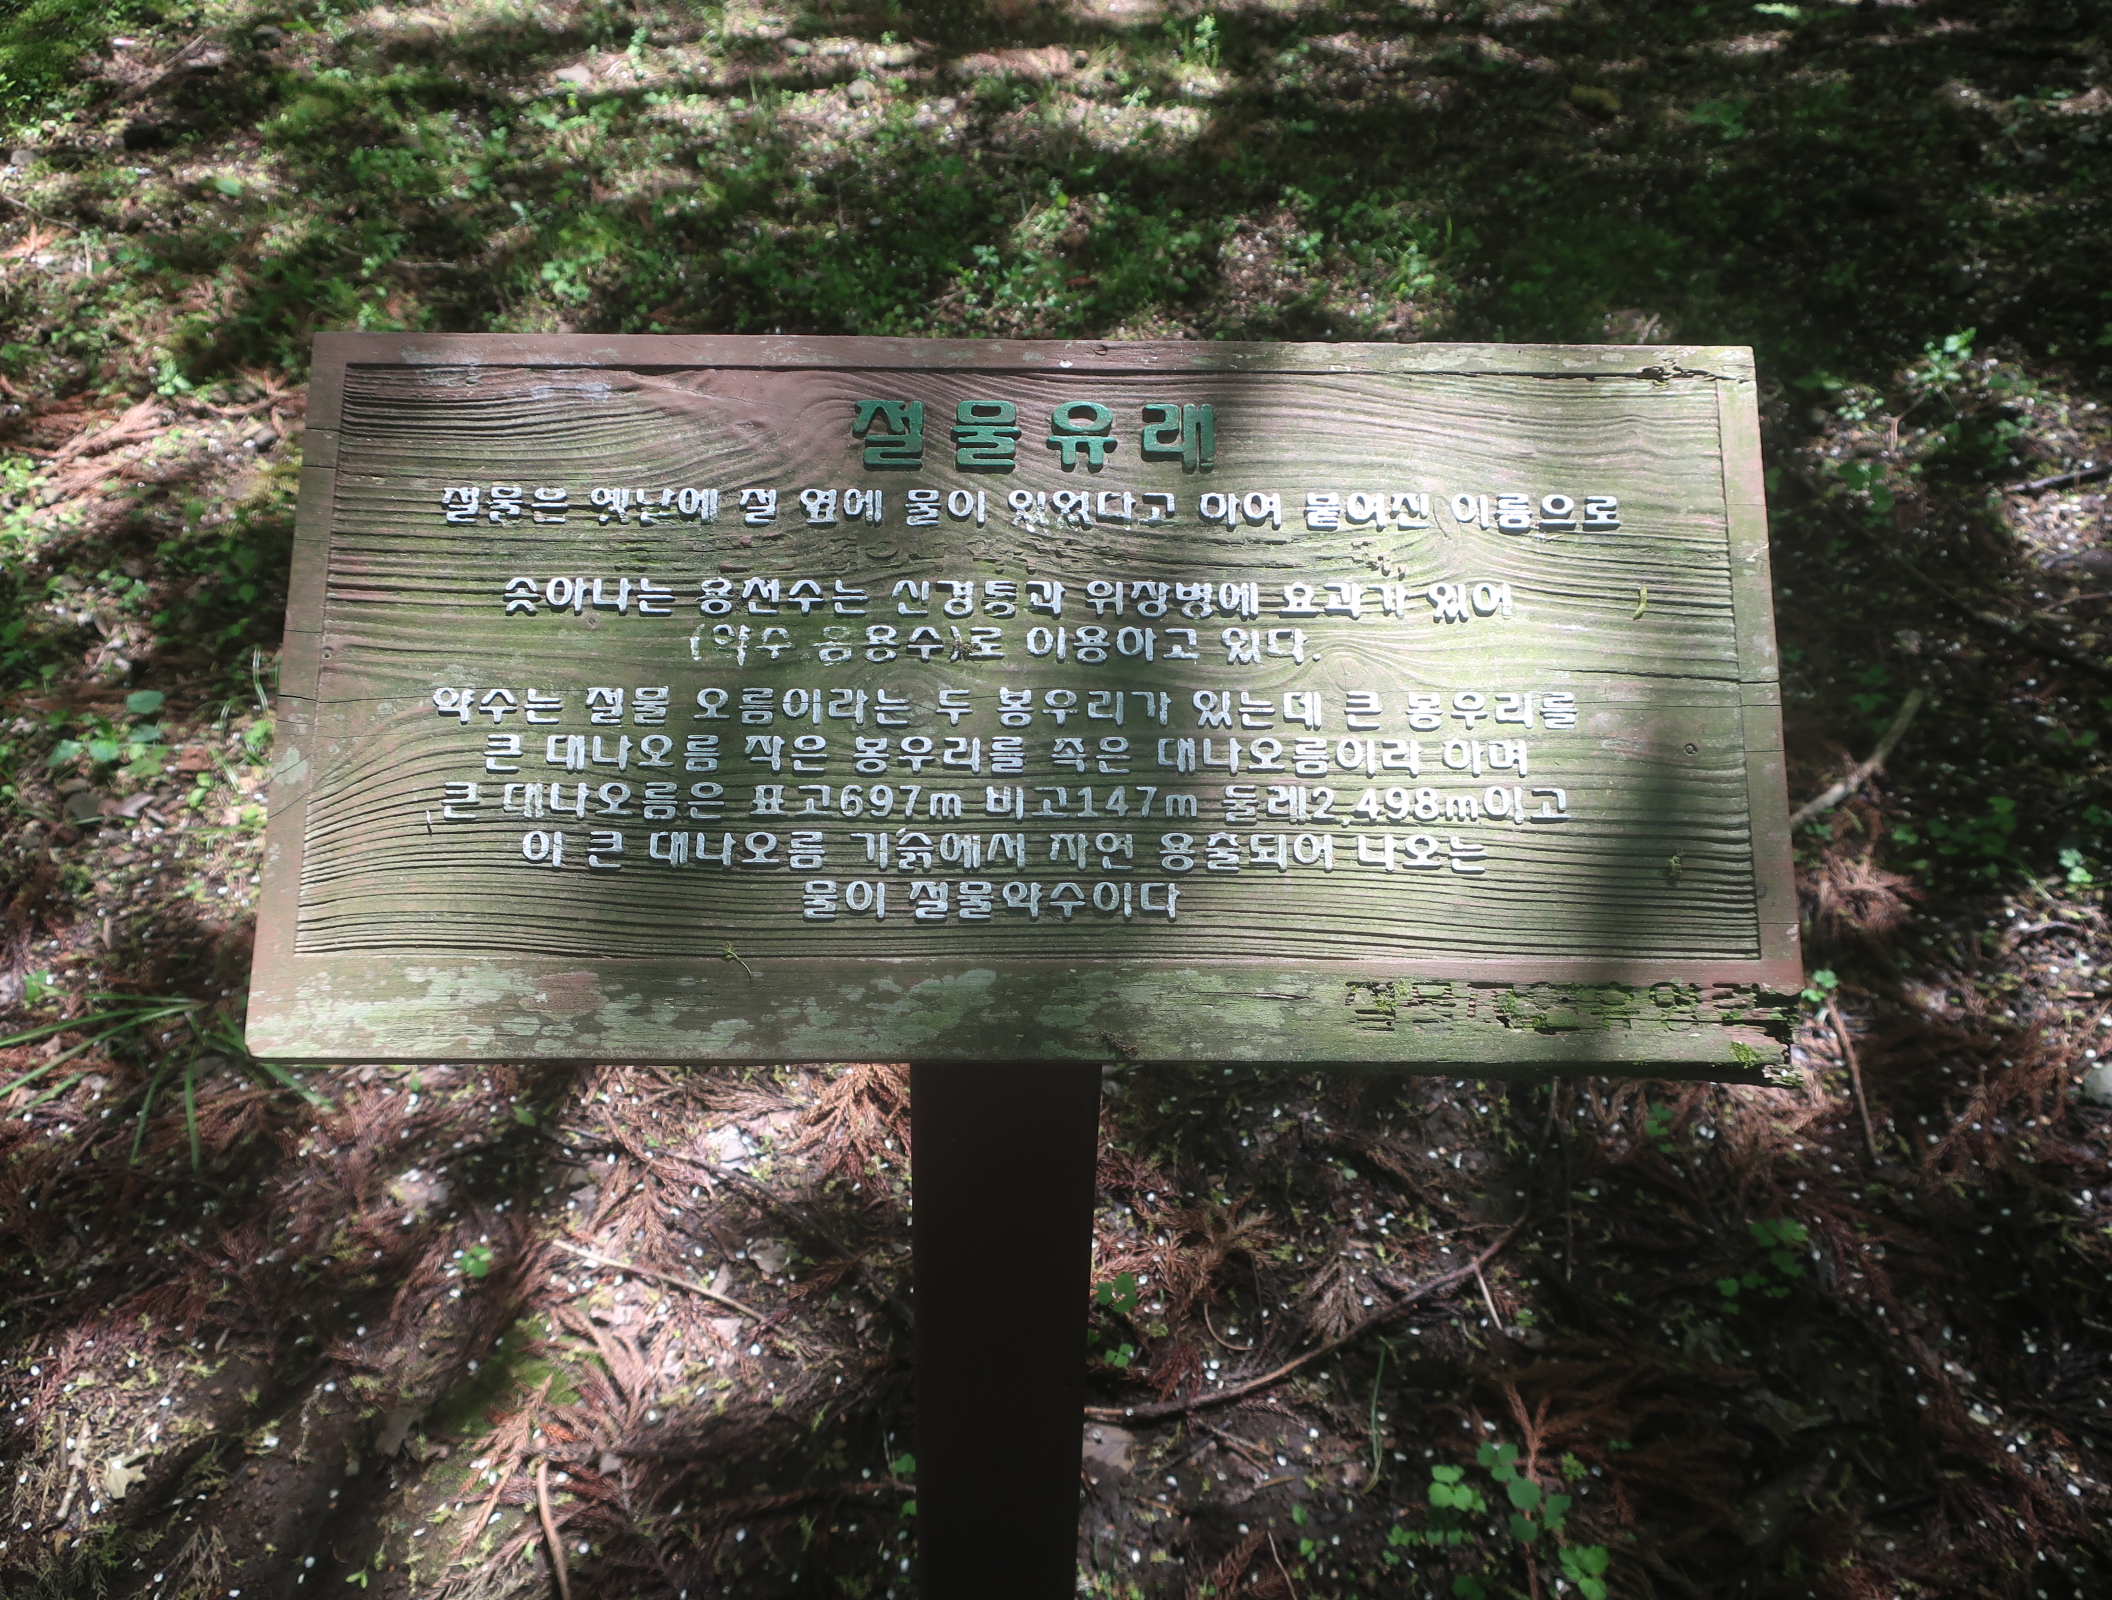 절물유래
절물은 옛날에 절 옆에 물이 있었다고 하여 붙여진 이름으로
솟아나는 용천수는 신경통과 위장병에 효과가 있어
(약수 음용수)로 이용하고 있다.
약수는 절물 오름이라는 두 봉우리가 있는데 큰 봉우리를
큰 대나오름 작은 봉우리를 족은 대나오름이라 하며
큰 대나오름은 표고697m 비고147m 둘레2,498m이고
이 큰 대나오름 기슭에서 자연 용출되어 나오는
물이 절물약수이다